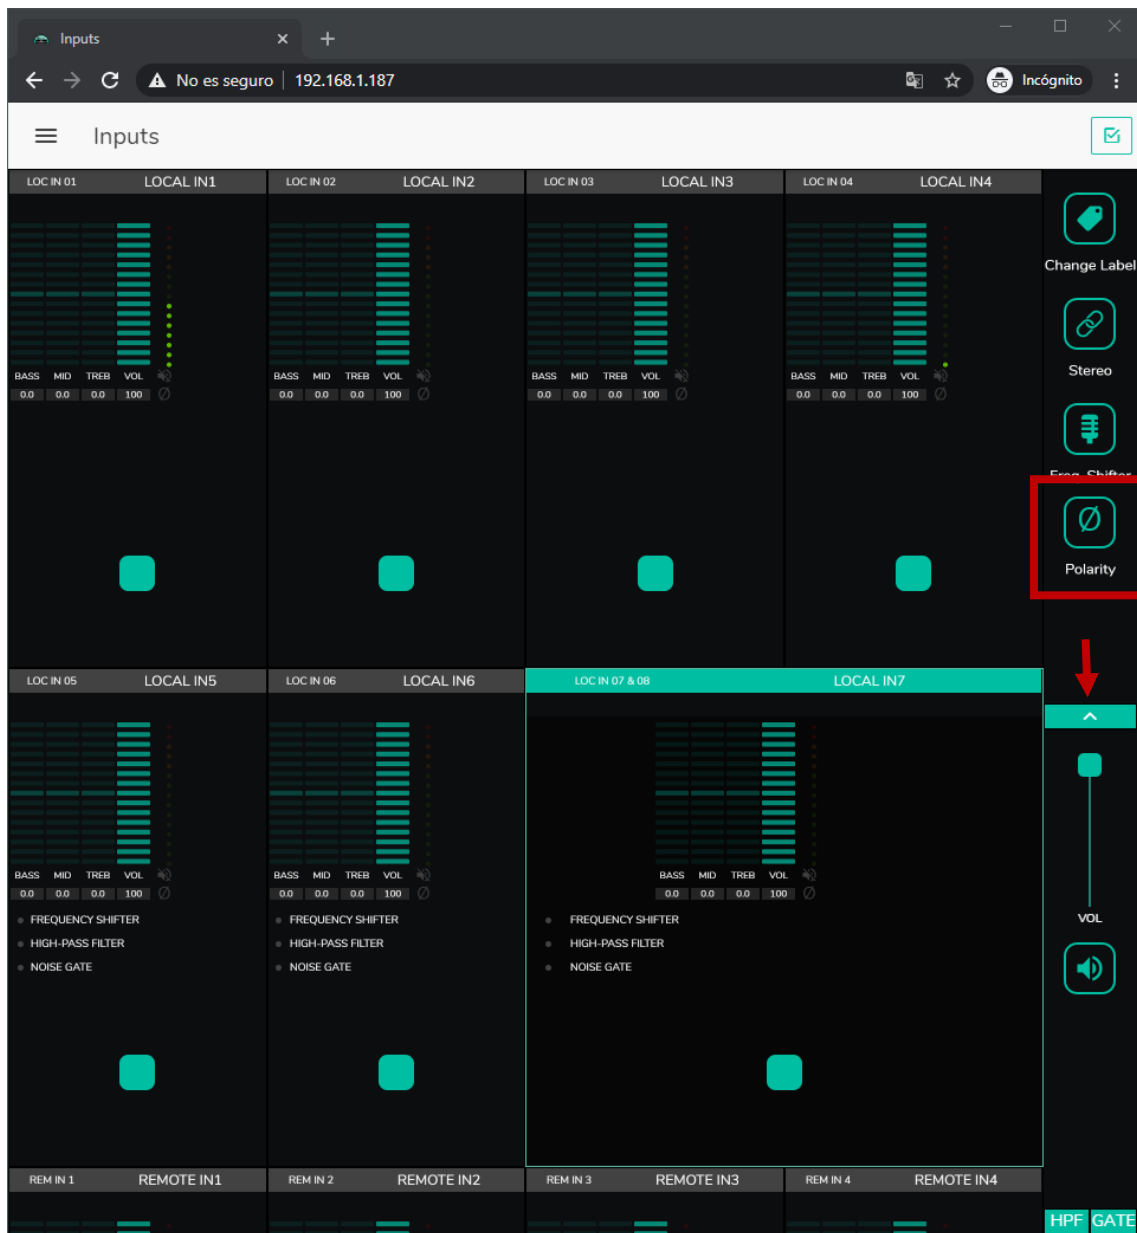 Inputs
No es seguro | 192.168.1.187
Incógnito
Inputs
LOC IN 01 LOCAL IN1 LOC IN 02 LOCAL IN2 LOC IN 03 LOCAL IN3 LOC IN 04 LOCAL IN4
Change Label
Stereo
BASS MID TREB VOL BASS MID TREB VOL BASS MID TREB VOL BASS MID TREB VOL
0.0 0.0 0.0 100 Ø 0.0 0.0 0.0 100 Ø 0.0 0.0 0.0 100 Ø 0.0 0.0 0.0 100 Ø
Freq. Shifter
Ø
Polarity
LOC IN 05 LOCAL IN5 LOC IN 06 LOCAL IN6 LOC IN 07 & 08 LOCAL IN7
BASS MID TREB VOL BASS MID TREB VOL BASS MID TREB VOL
0.0 0.0 0.0 100 Ø 0.0 0.0 0.0 100 Ø 0.0 0.0 0.0 100 Ø
FREQUENCY SHIFTER FREQUENCY SHIFTER FREQUENCY SHIFTER
HIGH-PASS FILTER HIGH-PASS FILTER HIGH-PASS FILTER
NOISE GATE NOISE GATE NOISE GATE
VOL
REM IN 1 REMOTE IN1 REM IN 2 REMOTE IN2 REM IN 3 REMOTE IN3 REM IN 4 REMOTE IN4
HPF GATE